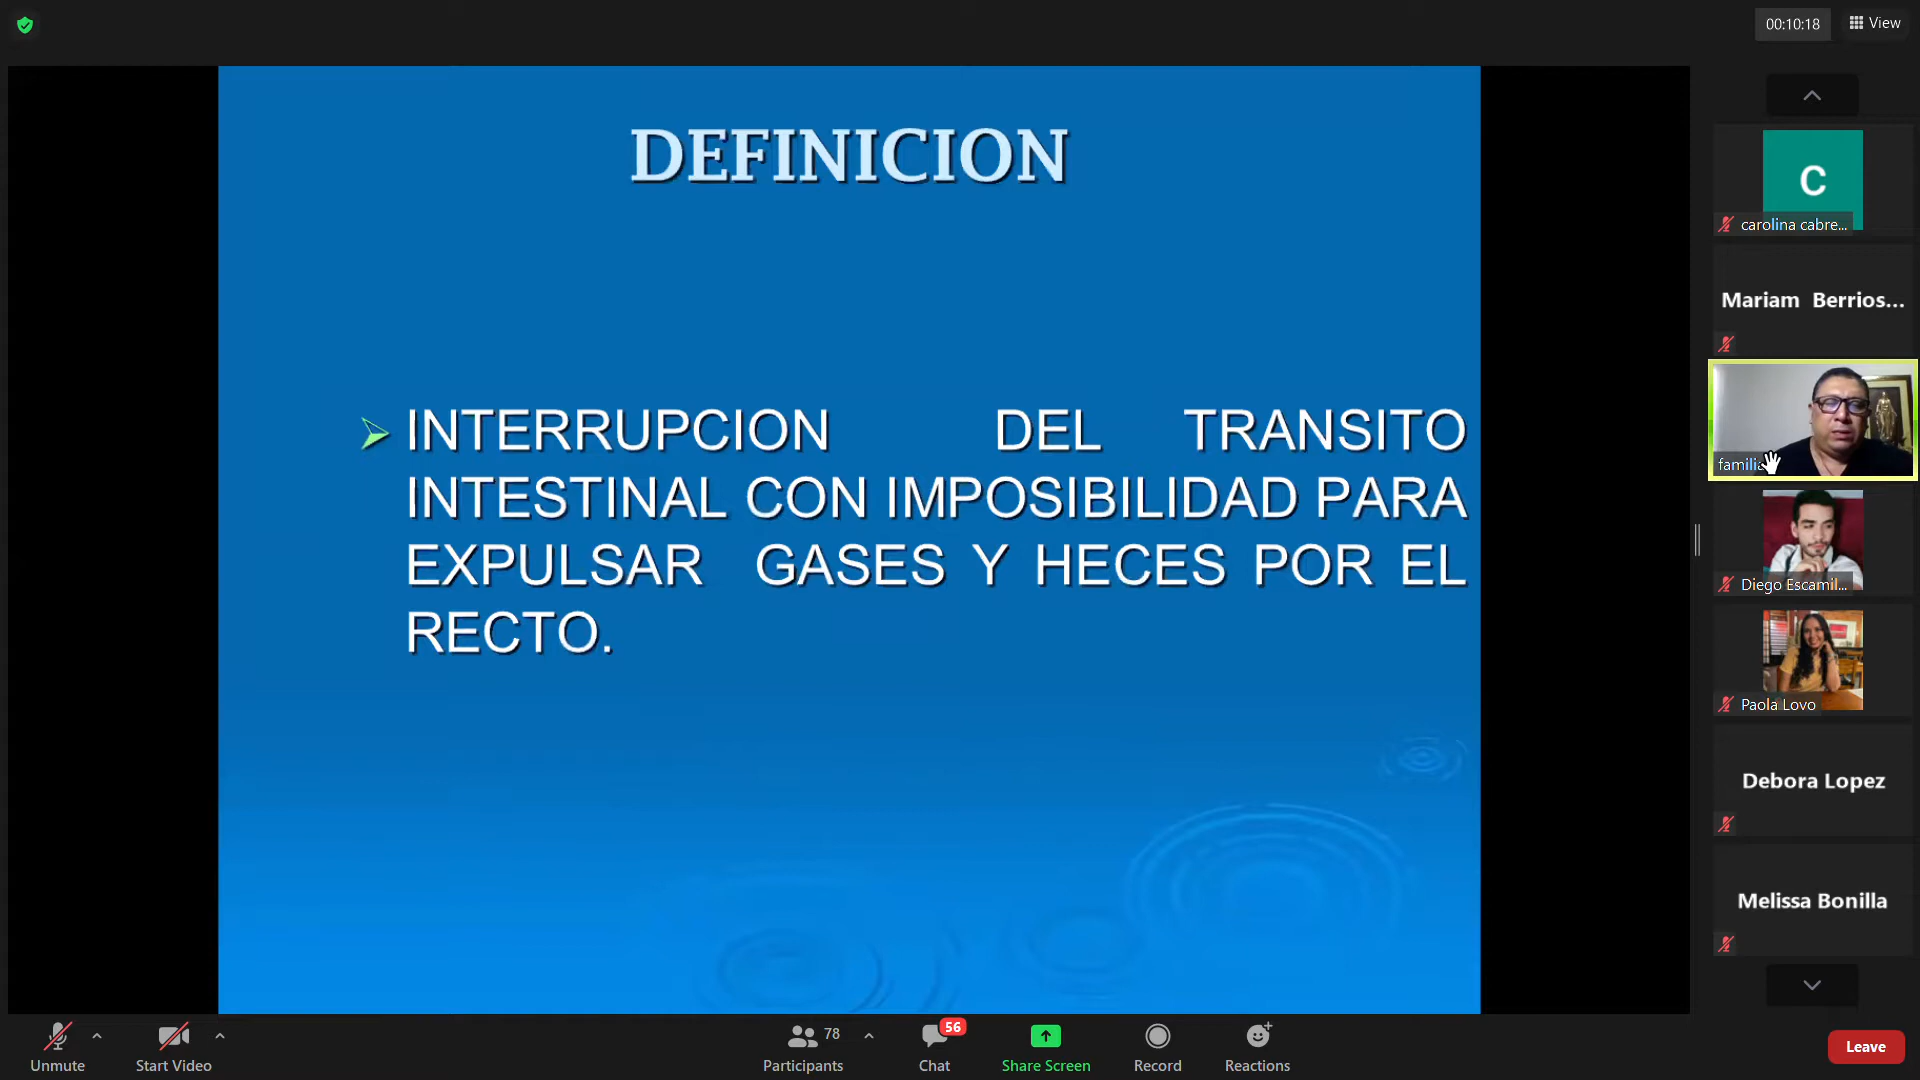 00:10:18
View
DEFINICION
INTERRUPCION DEL TRANSITO
INTESTINAL CON IMPOSIBILIDAD PARA
EXPULSAR GASES Y HECES POR EL
RECTO.
C
carolina cabre...
Mariam Berrios...
familia
Diego Escamil...
Paola Lovo
Debora Lopez
Melissa Bonilla
Unmute
Start Video
78
Participants
56
Chat
Share Screen
Record
Reactions
Leave